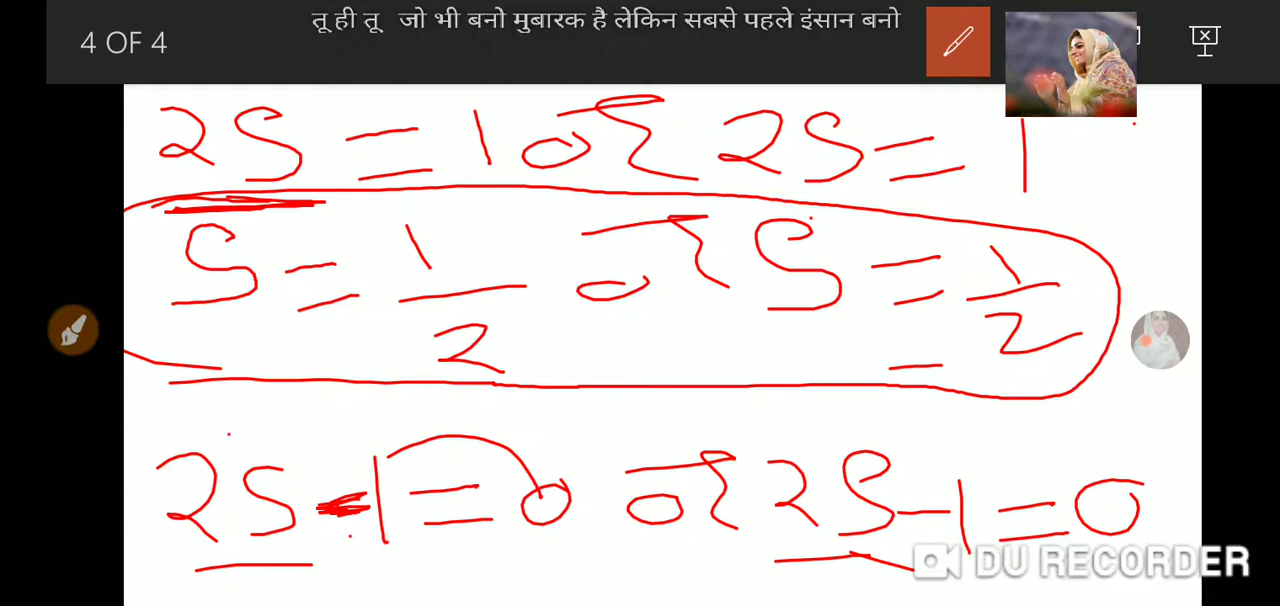 तू ही तू जो भी बनो मुबारक है लेकिन सबसे पहले इंसान बनो
4 OF 4
2S = 1 or 2S = 1
S = 1/2 or S = 1/2
2S - 1 = 0 or 2S - 1 = 0
DU RECORDER